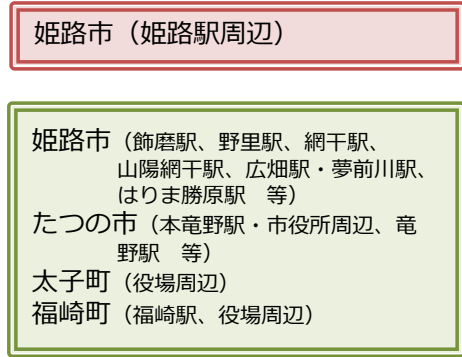 姫路市（姫路駅周辺）
姫路市（飾磨駅、野里駅、網干駅、
山陽網干駅、広畑駅・夢前川駅、
はりま勝原駅　等）
たつの市（本竜野駅・市役所周辺、竜
野駅　等）
太子町（役場周辺）
福崎町（福崎駅、役場周辺）